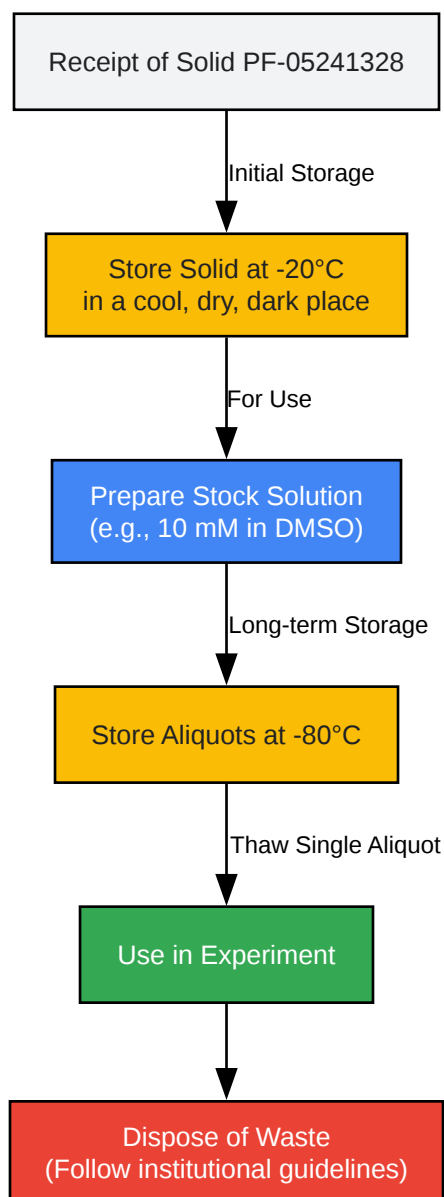 Receipt of Solid PF-05241328
Initial Storage
Store Solid at -20°C
in a cool, dry, dark place
For Use
Prepare Stock Solution
(e.g., 10 mM in DMSO)
Long-term Storage
Store Aliquots at -80°C
Thaw Single Aliquot
Use in Experiment
Dispose of Waste
(Follow institutional guidelines)